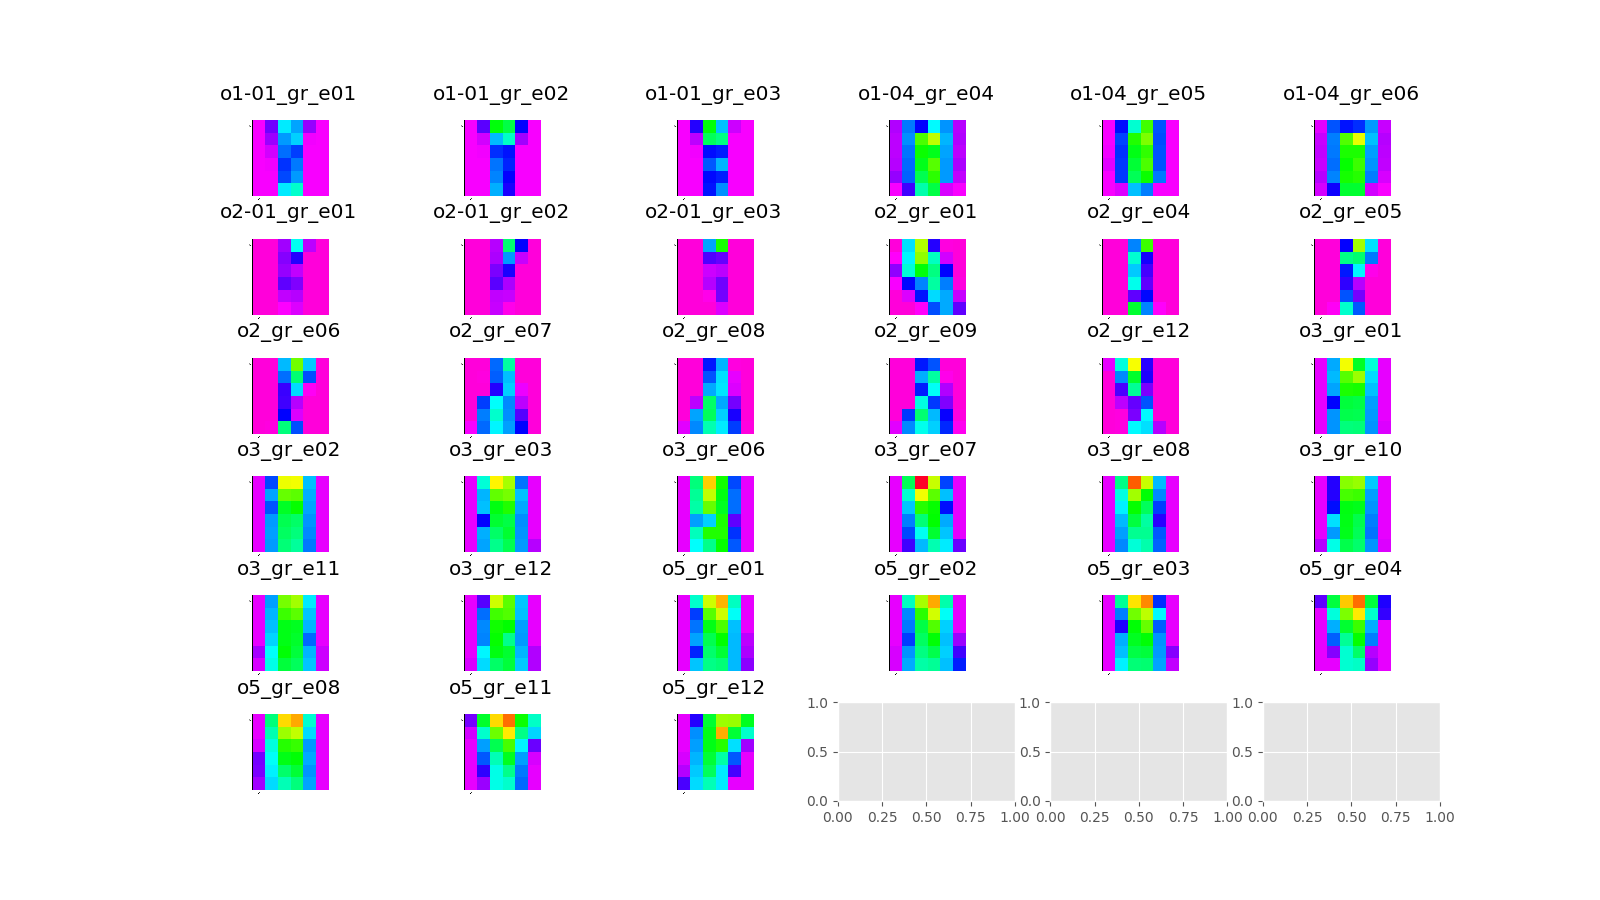 o1-01_gr_e01 o1-01_gr_e02 o1-01_gr_e03 o1-04_gr_e04 o1-04_gr_e05 o1-04_gr_e06
o2-01_gr_e01 o2-01_gr_e02 o2-01_gr_e03 o2_gr_e01 o2_gr_e04 o2_gr_e05
o2_gr_e06 o2_gr_e07 o2_gr_e08 o2_gr_e09 o2_gr_e12 o3_gr_e01
o3_gr_e02 o3_gr_e03 o3_gr_e06 o3_gr_e07 o3_gr_e08 o3_gr_e10
o3_gr_e11 o3_gr_e12 o5_gr_e01 o5_gr_e02 o5_gr_e03 o5_gr_e04
o5_gr_e08 o5_gr_e11 o5_gr_e12
1.0 1.0 1.0
0.5 0.5 0.5
0.0 0.0 0.0
0.00 0.25 0.50 0.75 1.00 0.00 0.25 0.50 0.75 1.00 0.00 0.25 0.50 0.75 1.00